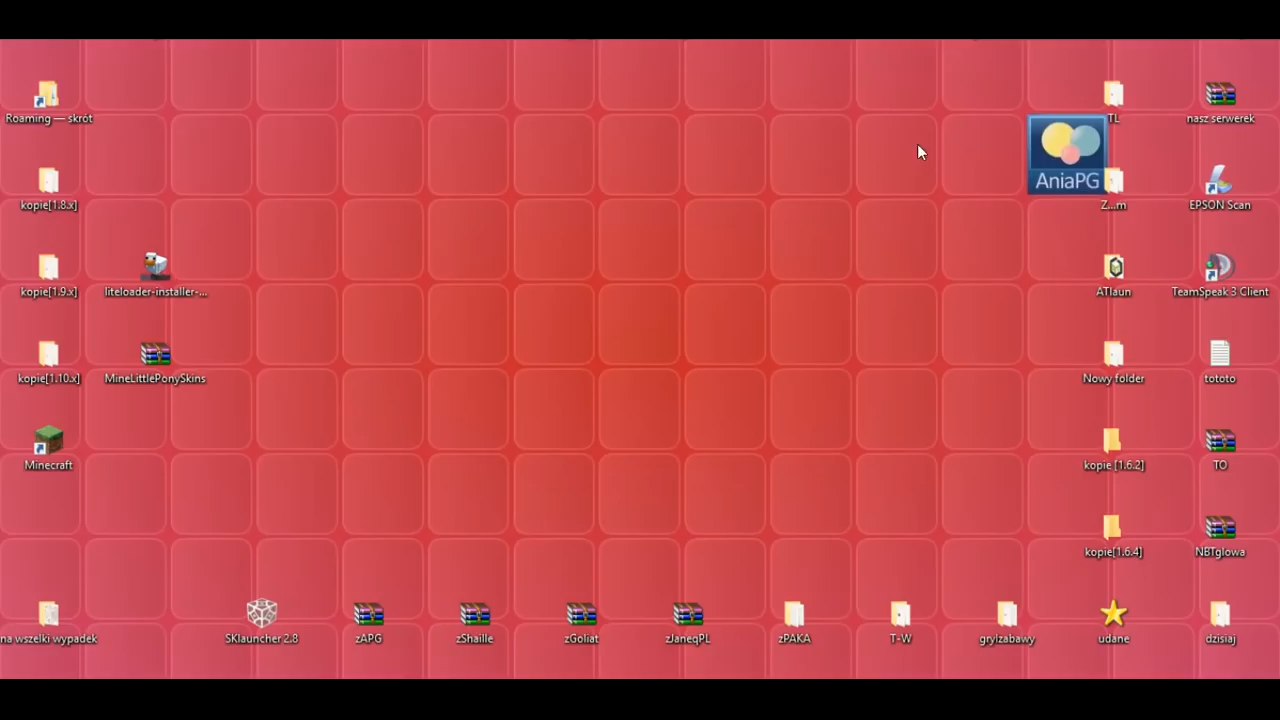 Roaming — skrót
TL
nasz serwerek
AniaPG
kopie[1.8.x]
Z...m
EPSON Scan
kopie[1.9.x]
liteloader-installer-...
ATlaun
TeamSpeak 3 Client
kopie[1.10.x]
MineLittlePonySkins
Nowy folder
tototo
Minecraft
kopie [1.6.2]
TO
kopie[1.6.4]
NBTglowa
na wszelki wypadek
SKlauncher 2.8
zAPG
zShaille
zGoliat
zJaneqPL
zPAKA
T-W
gryIzabawy
udane
dzisiaj